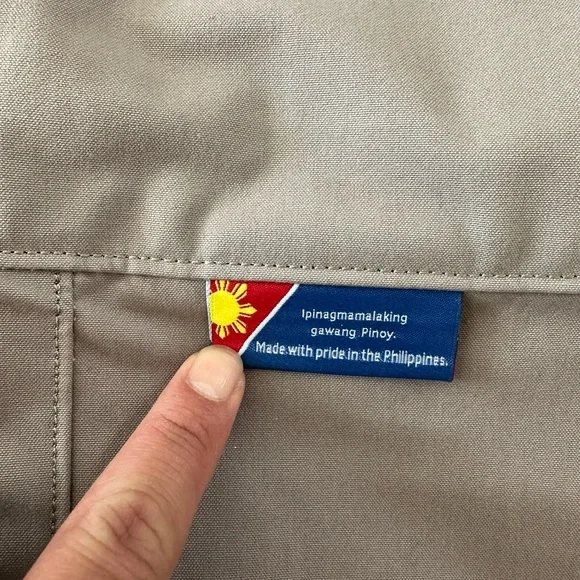 Ipinagmamalaking
gawang Pinoy.
Made with pride in the Philippines.